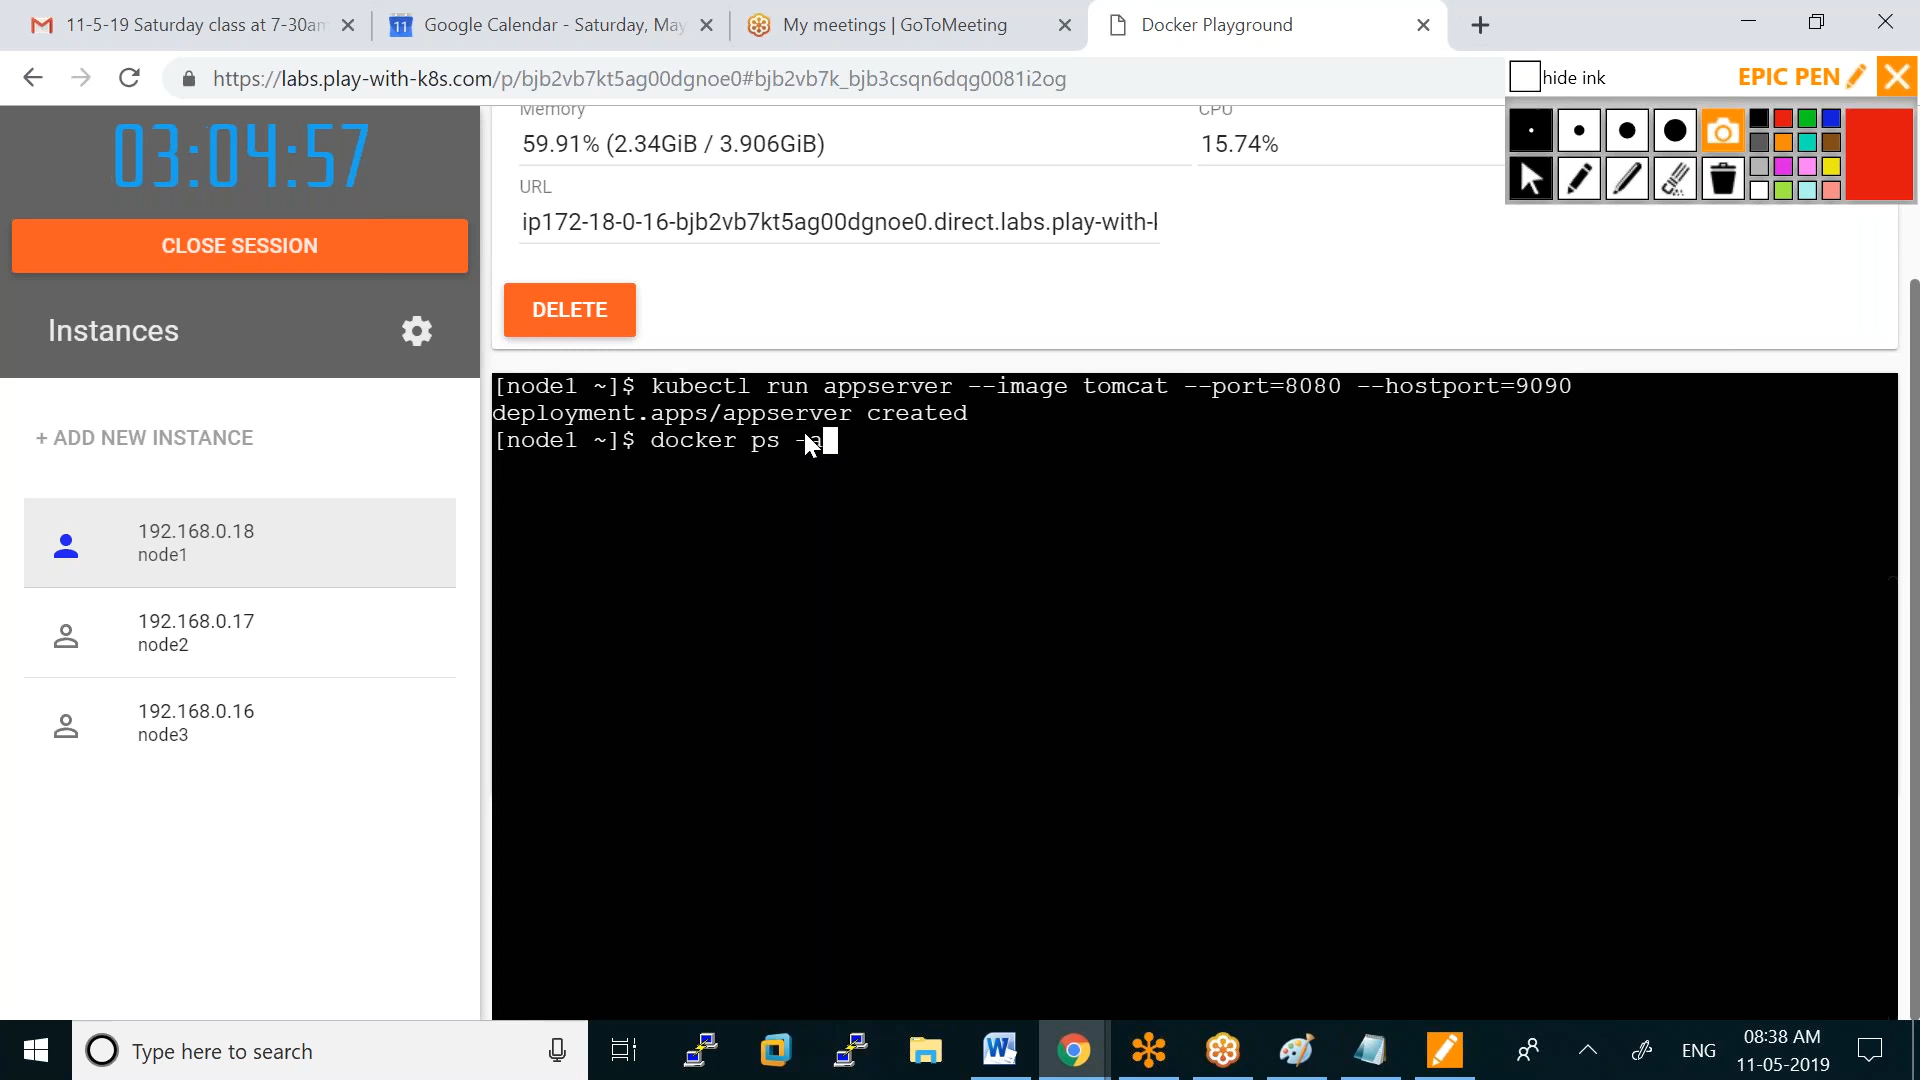 11-5-19 Saturday class at 7-30am
Google Calendar - Saturday, May
My meetings | GoToMeeting
Docker Playground
https://labs.play-with-k8s.com/p/bjb2vb7kt5ag00dgnoe0#bjb2vb7k_bjb3csqn6dqg0081i2og
hide ink
EPIC PEN
03:04:57
CLOSE SESSION
Instances
+ ADD NEW INSTANCE
192.168.0.18
node1
192.168.0.17
node2
192.168.0.16
node3
Memory
59.91% (2.34GiB / 3.906GiB)
CPU
15.74%
URL
ip172-18-0-16-bjb2vb7kt5ag00dgnoe0.direct.labs.play-with-
DELETE
[node1 ~]$ kubectl run appserver --image tomcat --port=8080 --hostport=9090
deployment.apps/appserver created
[node1 ~]$ docker ps -a
Type here to search
ENG
08:38 AM
11-05-2019